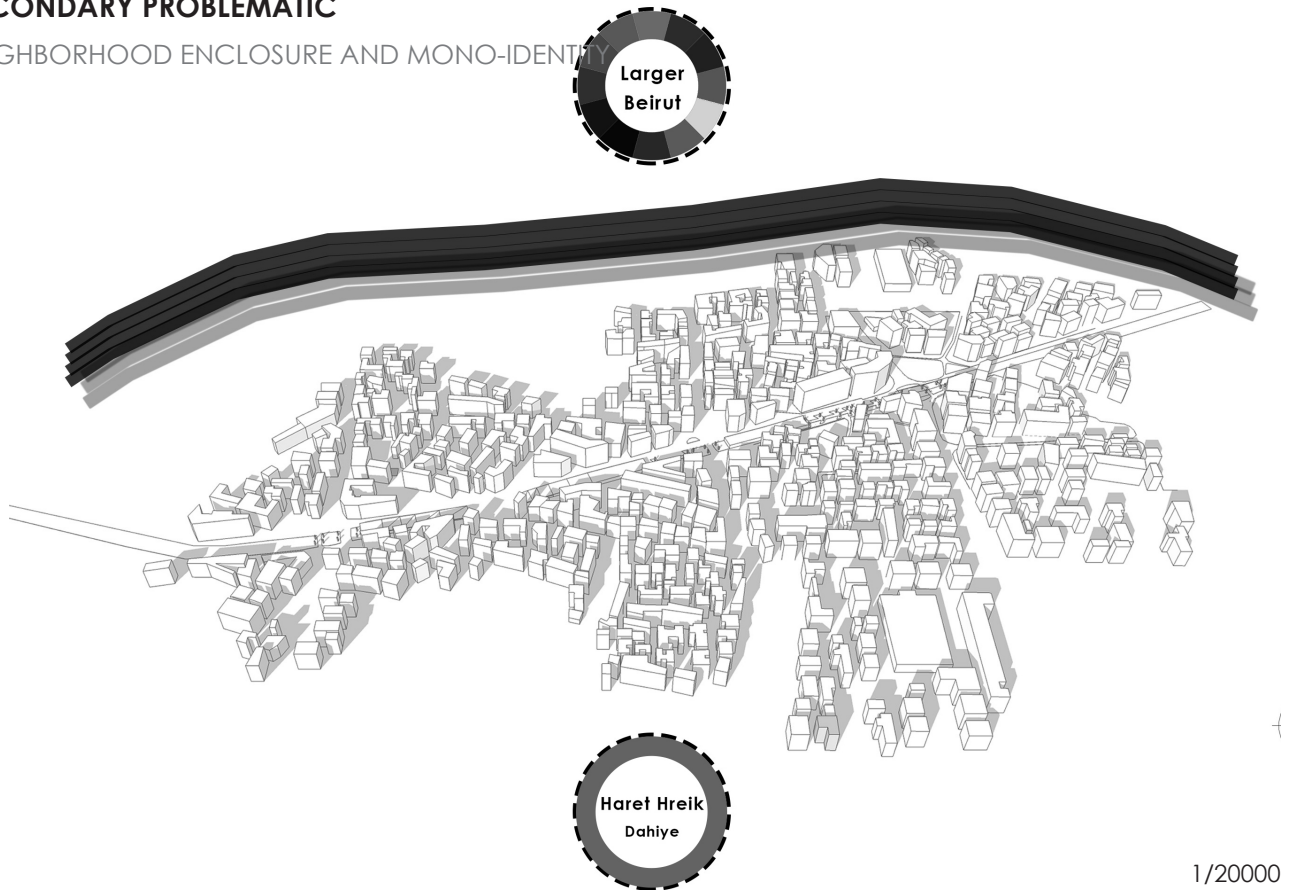 CONDARY PROBLEMATIC
GHBORHOOD ENCLOSURE AND MONO-IDENTITY
Larger
Beirut
Haret Hreik
Dahiye
1/20000